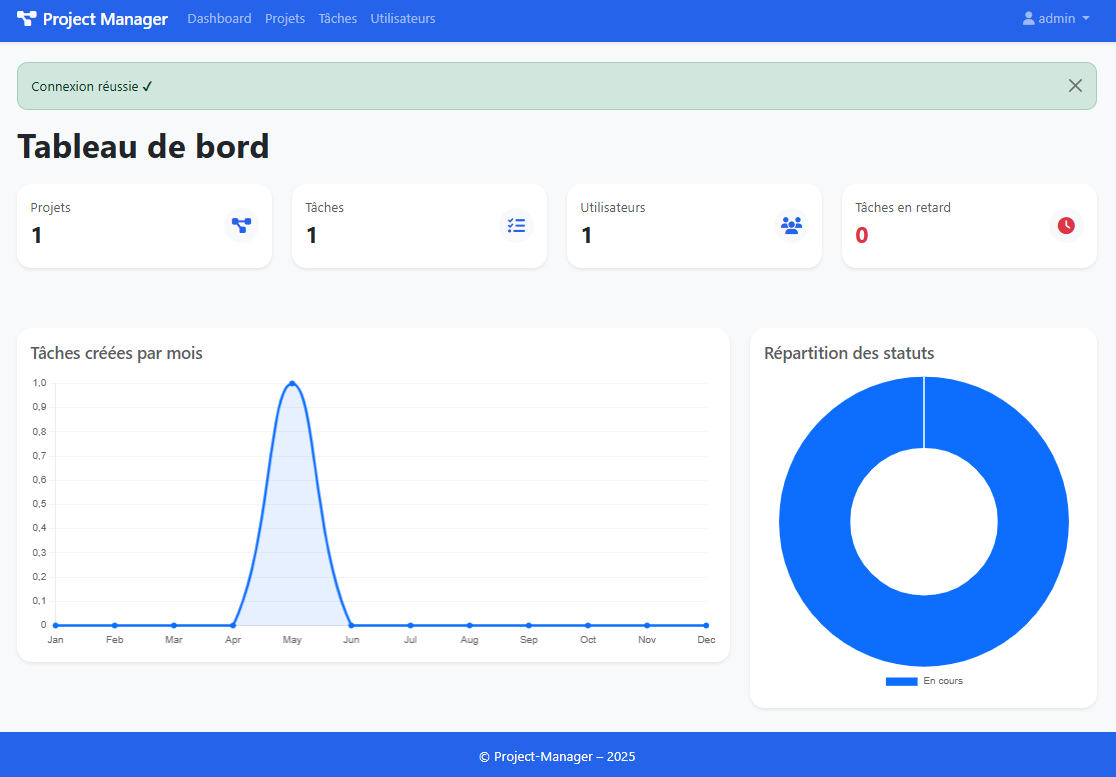 Project Manager Dashboard Projets Tâches Utilisateurs admin
Connexion réussie ✓
Tableau de bord
Projets
1
Tâches
1
Utilisateurs
1
Tâches en retard
0
Tâches créées par mois
1,0
0,9
0,8
0,7
0,6
0,5
0,4
0,3
0,2
0,1
0
Jan Feb Mar Apr May Jun Jul Aug Sep Oct Nov Dec
Répartition des statuts
En cours
© Project-Manager – 2025